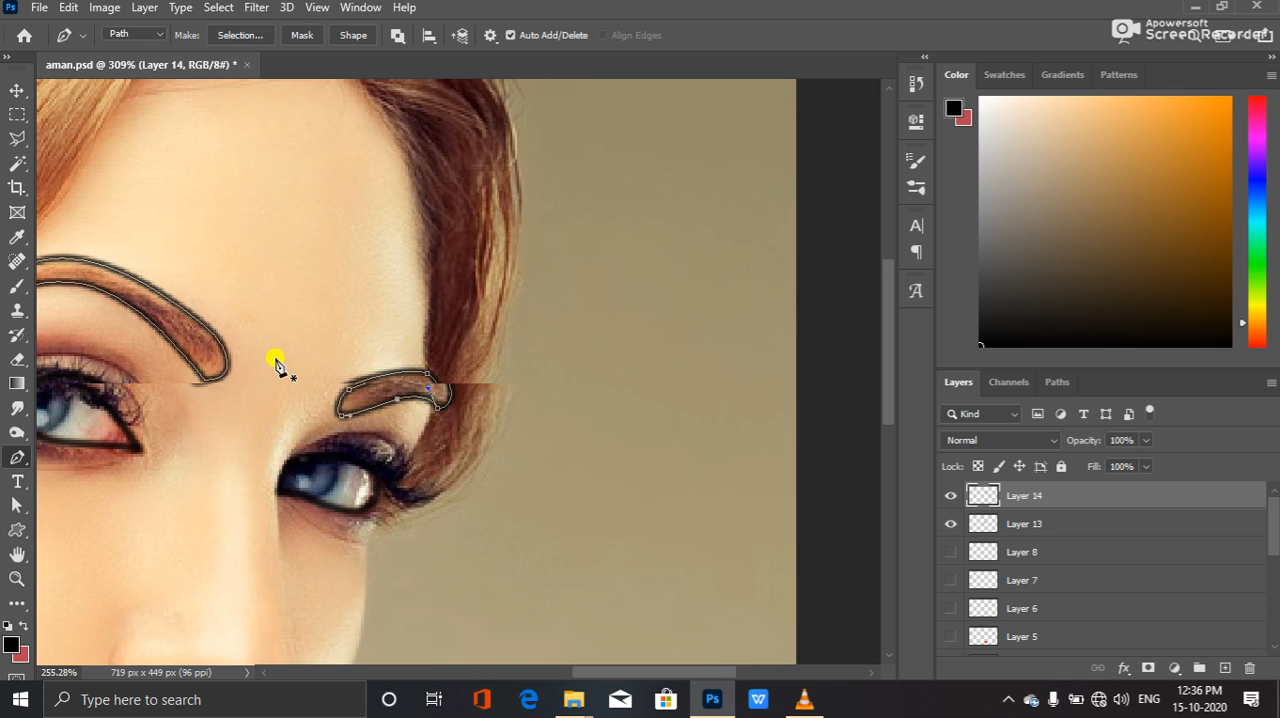 Ps File Edit Image Layer Type Select Filter 3D View Window Help
Apowersoft
Screen Recorder
Path Make: Selection... Mask Shape Auto Add/Delete Align Edges
aman.psd @ 309% (Layer 14, RGB/8#) * ×
Color Swatches Gradients Patterns
Layers Channels Paths
Kind
Normal Opacity: 100%
Lock: Fill: 100%
Layer 14
Layer 13
Layer 8
Layer 7
Layer 6
Layer 5
255.28% 719 px x 449 px (96 ppi)
Type here to search
ENG
12:36 PM
15-10-2020